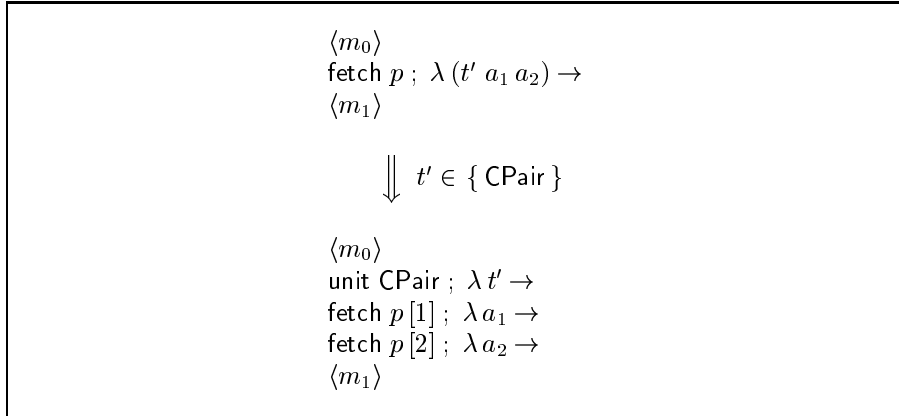 ⟨m₀⟩
fetch p ; λ (t′ a₁ a₂) →
⟨m₁⟩
⇓ t′ ∈ { CPair }
⟨m₀⟩
unit CPair ; λ t′ →
fetch p [1] ; λ a₁ →
fetch p [2] ; λ a₂ →
⟨m₁⟩